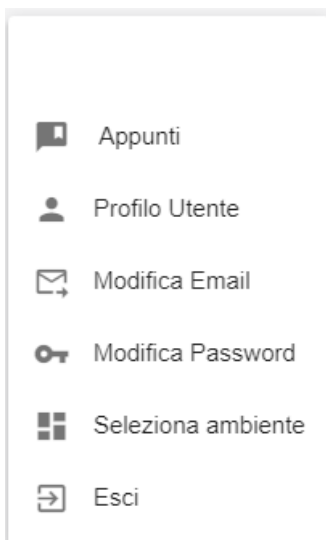 Appunti
Profilo Utente
Modifica Email
Modifica Password
Seleziona ambiente
Esci